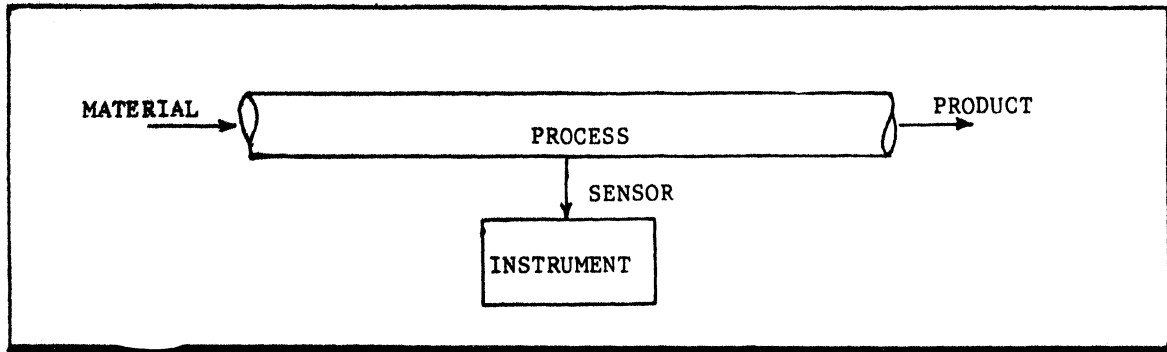 MATERIAL
PRODUCT
PROCESS
SENSOR
INSTRUMENT